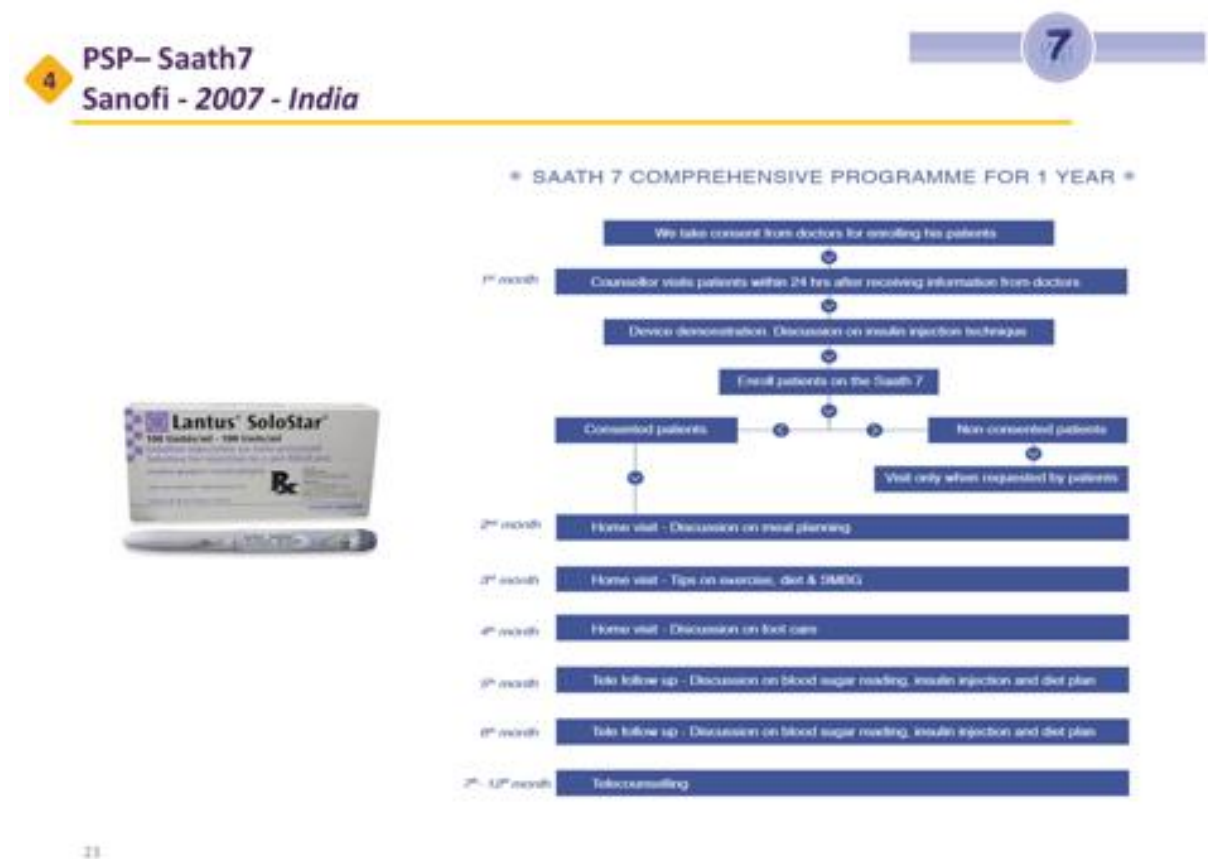 4
PSP– Saath7
Sanofi - 2007 - India
7
* SAATH 7 COMPREHENSIVE PROGRAMME FOR 1 YEAR *
We take consent from doctors for enrolling his patients
1st month
Counsellor visits patients within 24 hrs after receiving information from doctors
Device demonstration. Discussion on insulin injection technique
Enroll patients on the Saath 7
Consented patients
Non-consented patients
Visit only when requested by patients
2nd month
Home visit - Discussion on meal planning
3rd month
Home visit - Tips on exercise, diet & SMBG
4th month
Home visit - Discussion on foot care
5th month
Tele follow up - Discussion on blood sugar reading, insulin injection and diet plan
6th month
Tele follow up - Discussion on blood sugar reading, insulin injection and diet plan
7th - 12th month
Telecounselling
Lantus® SoloStar®
Rx
23